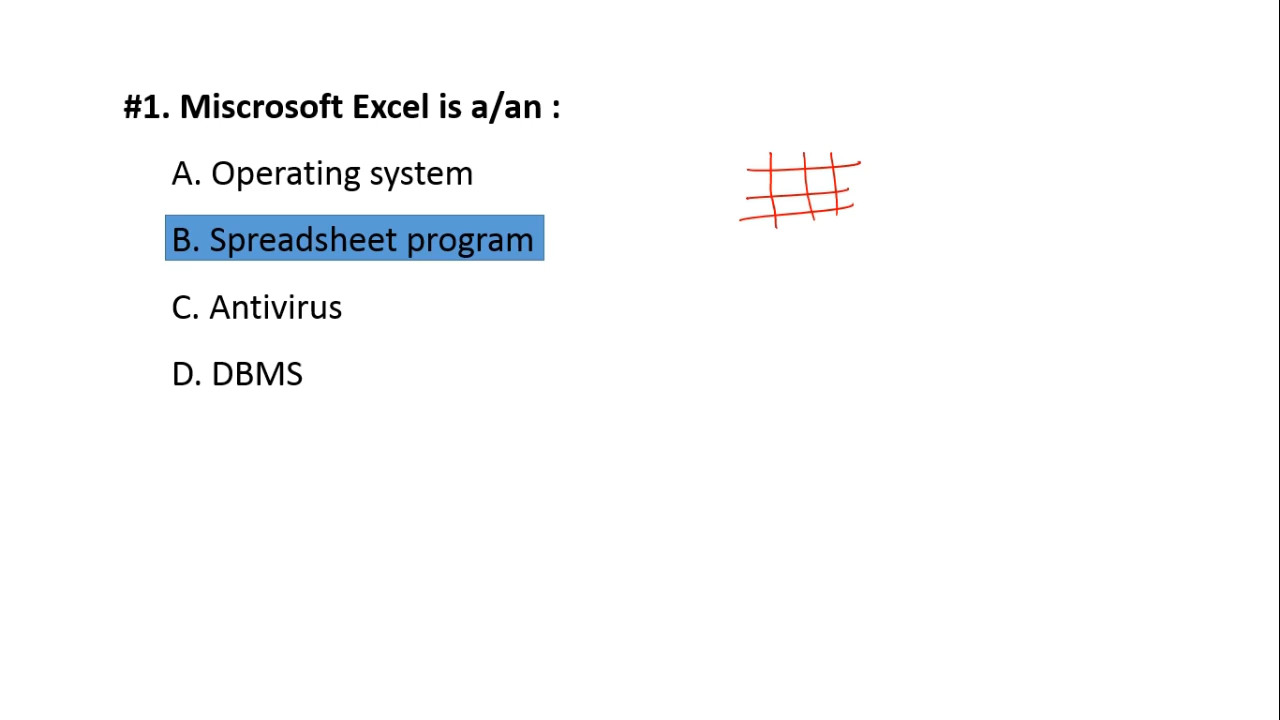 #1. Miscrosoft Excel is a/an :
A. Operating system
B. Spreadsheet program
C. Antivirus
D. DBMS